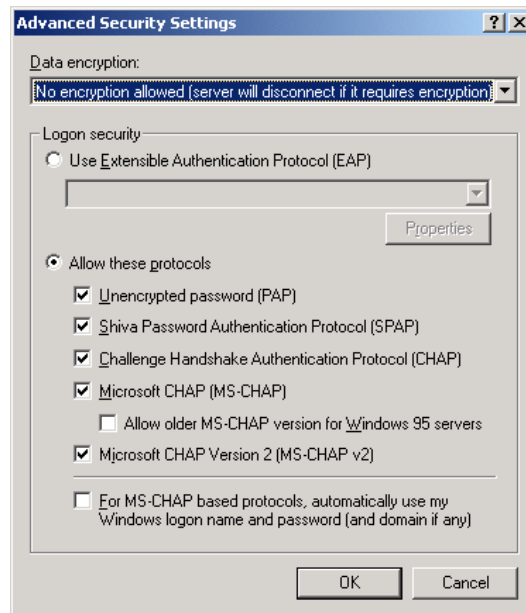 Advanced Security Settings
Data encryption:
No encryption allowed (server will disconnect if it requires encryption)
Logon security
Use Extensible Authentication Protocol (EAP)
Properties
Allow these protocols
Unencrypted password (PAP)
Shiva Password Authentication Protocol (SPAP)
Challenge Handshake Authentication Protocol (CHAP)
Microsoft CHAP (MS-CHAP)
Allow older MS-CHAP version for Windows 95 servers
Microsoft CHAP Version 2 (MS-CHAP v2)
For MS-CHAP based protocols, automatically use my
Windows logon name and password (and domain if any)
OK Cancel